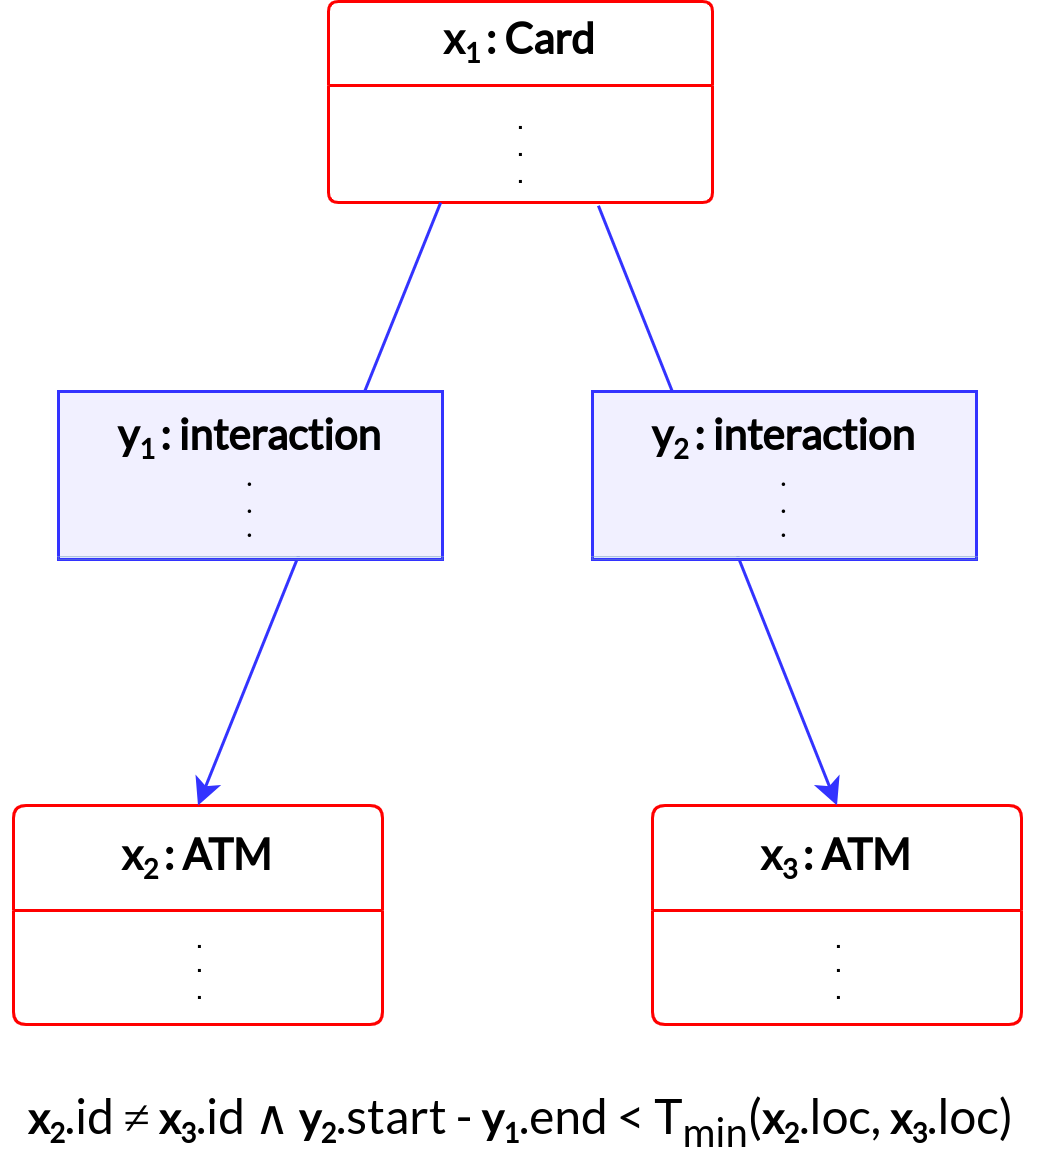 x₁ : Card
.
.
.
y₁ : interaction
.
.
.
y₂ : interaction
.
.
.
x₂ : ATM
.
.
.
x₃ : ATM
.
.
.
x₂.id ≠ x₃.id ∧ y₂.start - y₁.end < Tmin(x₂.loc, x₃.loc)